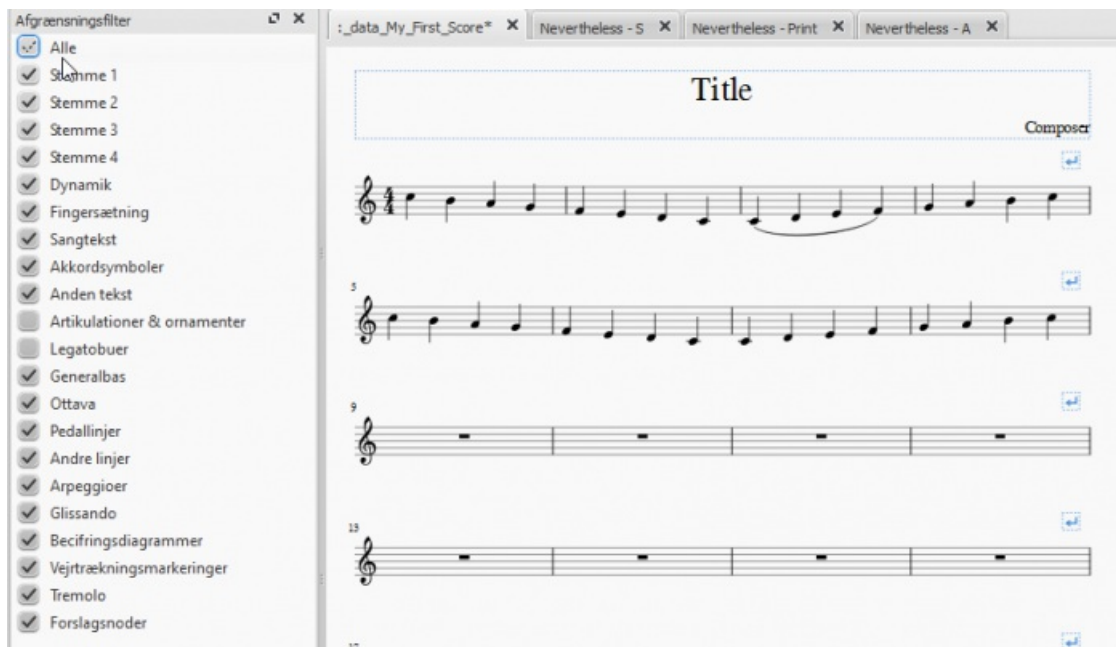 Afgrænsningsfilter
Alle
Stemme 1
Stemme 2
Stemme 3
Stemme 4
Dynamik
Fingersætning
Sangtekst
Akkordsymboler
Anden tekst
Artikulationer & ornamenter
Legatobuer
Generalbas
Ottava
Pedallinjer
Andre linjer
Arpeggioer
Glissando
Becifringsdiagrammer
Vejrtrækningsmarkeringer
Tremolo
Forslagsnoder
:_data_My_First_Score*
Nevertheless - S
Nevertheless - Print
Nevertheless - A
Title
Composer
4
4
5
9
13